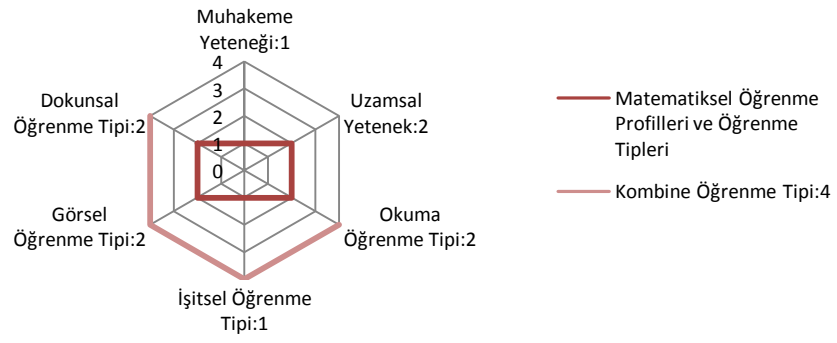 Muhakeme
Yeteneği:1
4
3
2
1
0
Dokunsal
Öğrenme Tipi:2
Uzamsal
Yetenek:2
Görsel
Öğrenme Tipi:2
Okuma
Öğrenme Tipi:2
İşitsel Öğrenme
Tipi:1
Matematiksel Öğrenme
Profilleri ve Öğrenme
Tipleri
Kombine Öğrenme Tipi:4